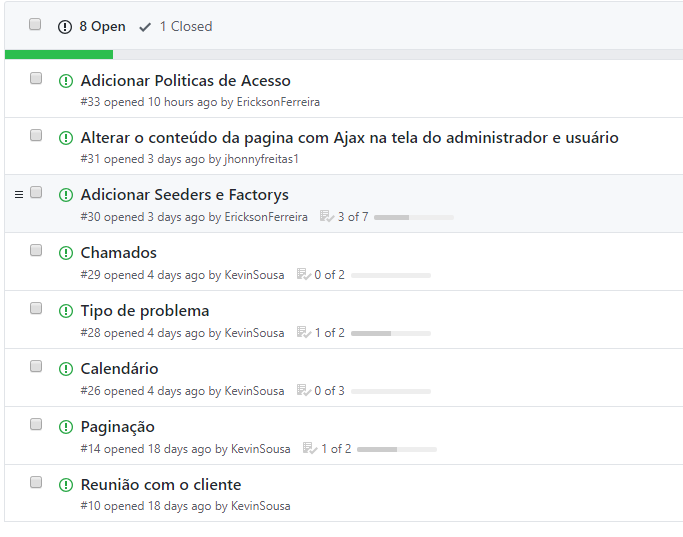 8 Open 1 Closed
Adicionar Politicas de Acesso
#33 opened 10 hours ago by EricksonFerreira
Alterar o conteúdo da pagina com Ajax na tela do administrador e usuário
#31 opened 3 days ago by jhonnyfreitas1
Adicionar Seeders e Factorys
#30 opened 3 days ago by EricksonFerreira 3 of 7
Chamados
#29 opened 4 days ago by KevinSousa 0 of 2
Tipo de problema
#28 opened 4 days ago by KevinSousa 1 of 2
Calendário
#26 opened 4 days ago by KevinSousa 0 of 3
Paginação
#14 opened 18 days ago by KevinSousa 1 of 2
Reunião com o cliente
#10 opened 18 days ago by KevinSousa